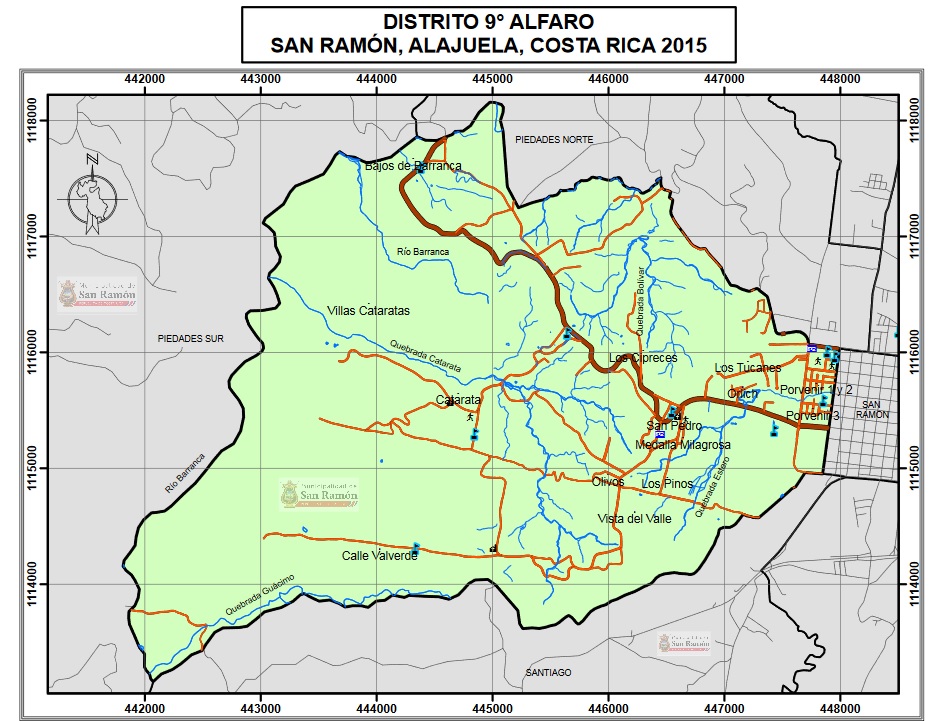 DISTRITO 9° ALFARO
SAN RAMÓN, ALAJUELA, COSTA RICA 2015
442000 443000 444000 445000 446000 447000 448000
1118000 1118000
N
PIEDADES NORTE
Bajos de Barranca
1117000 1117000
Río Barranca
Quebrada Bolívar
Municipalidad de
San Ramón
Villas Cataratas
PIEDADES SUR
Quebrada Catarata
1116000 1116000
Los Cipreces
Los Tucanes
Orlich
Porvenir 1 y 2
Catarata
SAN
RAMÓN
Porvenir 3
San Pedro
Medalla Milagrosa
1115000 1115000
Río Barranca
Olivos
Los Pinos
Quebrada Estero
Municipalidad de
San Ramón
Vista del Valle
Calle Valverde
1114000 1114000
Quebrada Guácimo
San Ramón
SANTIAGO
442000 443000 444000 445000 446000 447000 448000